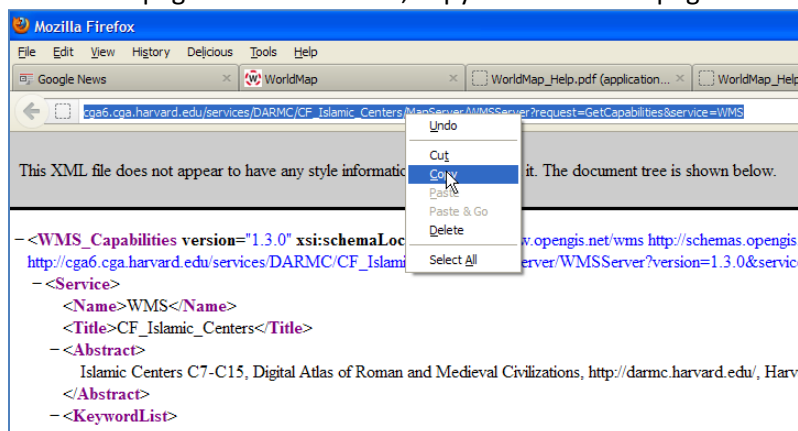 Mozilla Firefox
File Edit View History Delicious Tools Help
Google News × WorldMap × WorldMap_Help.pdf (application... × WorldMap_Help
cga6.cga.harvard.edu/services/DARMC/CF_Islamic_Centers/MapServer/WMSServer?request=GetCapabilities&service=WMS
Undo
Cut
Copy
Paste
Paste & Go
Delete
Select All
This XML file does not appear to have any style informatio it. The document tree is shown below.
−<WMS_Capabilities version="1.3.0" xsi:schemaLoc .opengis.net/wms http://schemas.opengis
http://cga6.cga.harvard.edu/services/DARMC/CF_Islami erver/WMSServer?version=1.3.0&servic
−<Service>
<Name>WMS</Name>
<Title>CF_Islamic_Centers</Title>
−<Abstract>
Islamic Centers C7-C15, Digital Atlas of Roman and Medieval Civilizations, http://darmc.harvard.edu/, Harv
</Abstract>
−<KeywordList>